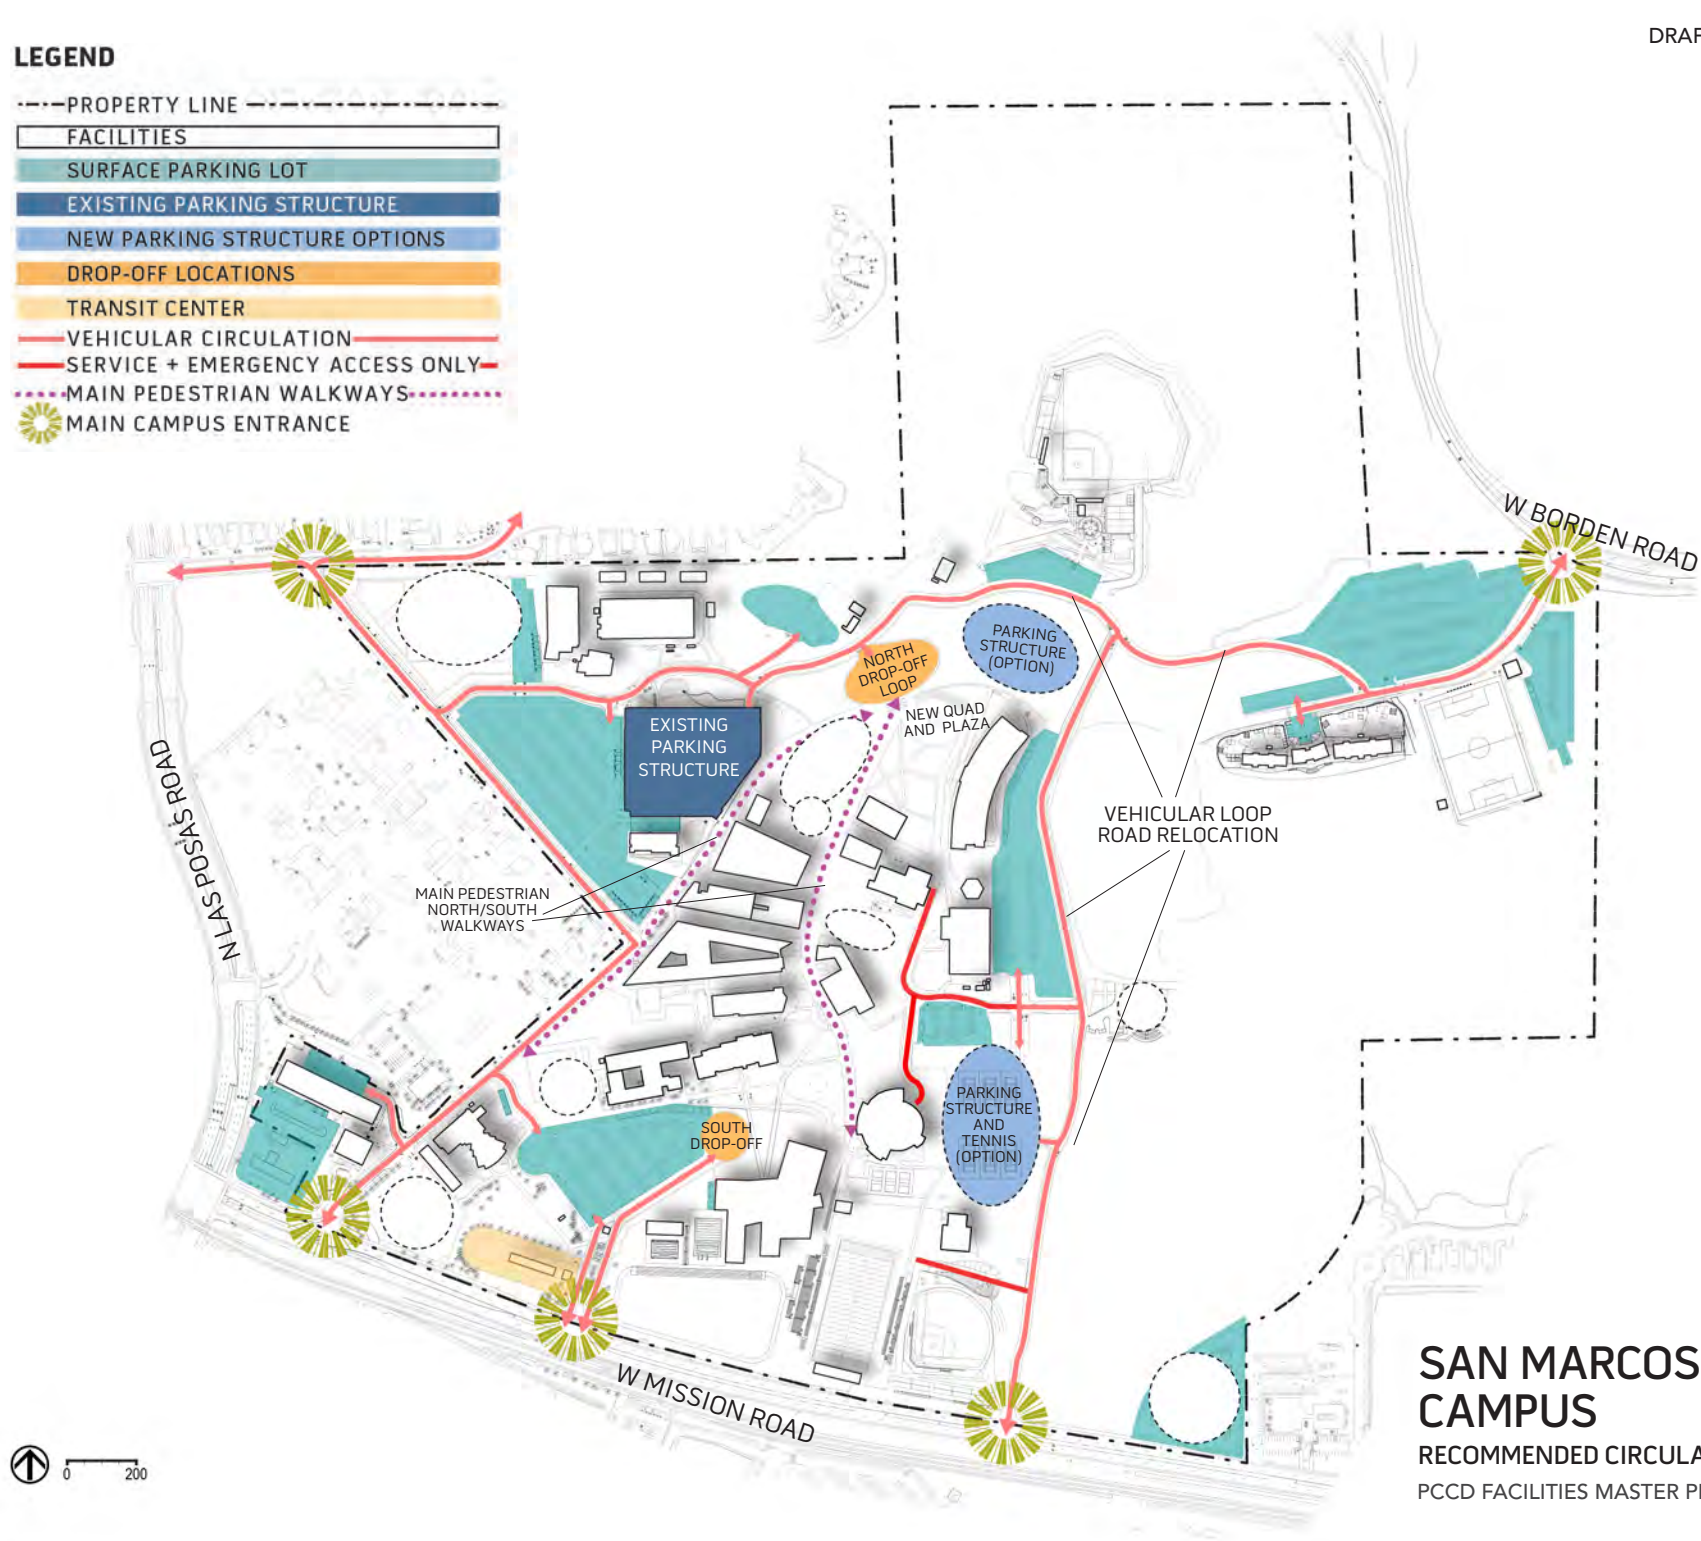 DRAF
LEGEND
PROPERTY LINE
FACILITIES
SURFACE PARKING LOT
EXISTING PARKING STRUCTURE
NEW PARKING STRUCTURE OPTIONS
DROP-OFF LOCATIONS
TRANSIT CENTER
VEHICULAR CIRCULATION
SERVICE + EMERGENCY ACCESS ONLY
MAIN PEDESTRIAN WALKWAYS
MAIN CAMPUS ENTRANCE
W BORDEN ROAD
PARKING
STRUCTURE
(OPTION)
NORTH
DROP-OFF
LOOP
NEW QUAD
AND PLAZA
EXISTING
PARKING
STRUCTURE
N LAS POSAS ROAD
VEHICULAR LOOP
ROAD RELOCATION
MAIN PEDESTRIAN
NORTH/SOUTH
WALKWAYS
PARKING
STRUCTURE
AND
TENNIS
(OPTION)
SOUTH
DROP-OFF
W MISSION ROAD
SAN MARCOS
CAMPUS
RECOMMENDED CIRCULA
PCCD FACILITIES MASTER P
0 200